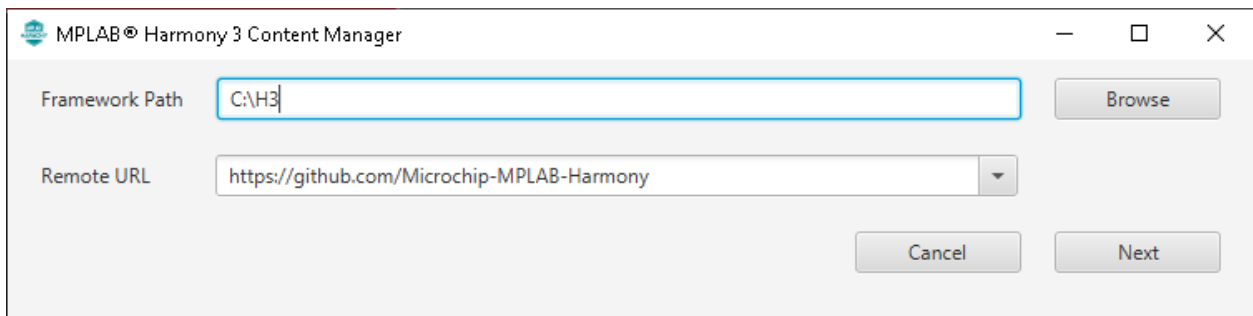 MPLAB® Harmony 3 Content Manager
Framework Path C:\H3 Browse
Remote URL https://github.com/Microchip-MPLAB-Harmony
Cancel Next